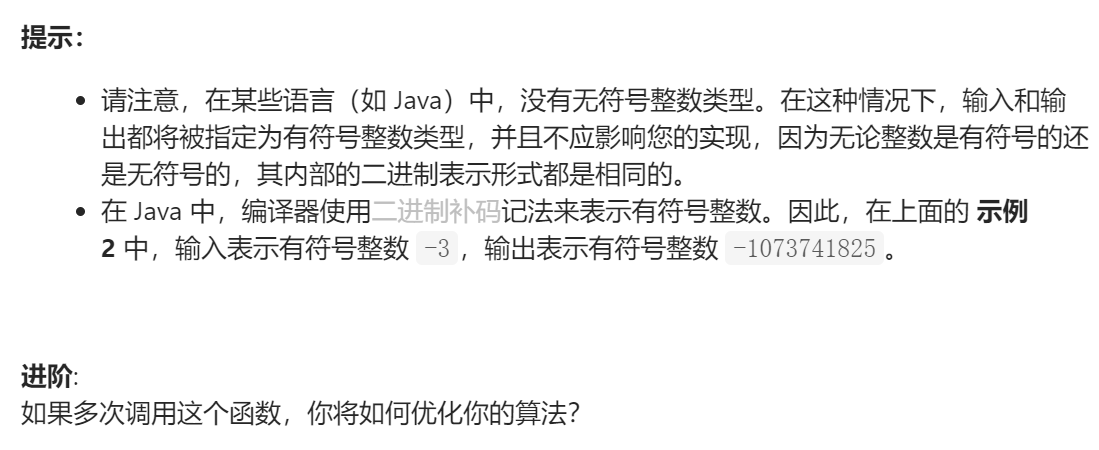 提示：
请注意，在某些语言（如 Java）中，没有无符号整数类型。在这种情况下，输入和输
出都将被指定为有符号整数类型，并且不应影响您的实现，因为无论整数是有符号的还
是无符号的，其内部的二进制表示形式都是相同的。
在 Java 中，编译器使用二进制补码记法来表示有符号整数。因此，在上面的 示例
2 中，输入表示有符号整数 -3，输出表示有符号整数 -1073741825。
进阶:
如果多次调用这个函数，你将如何优化你的算法？